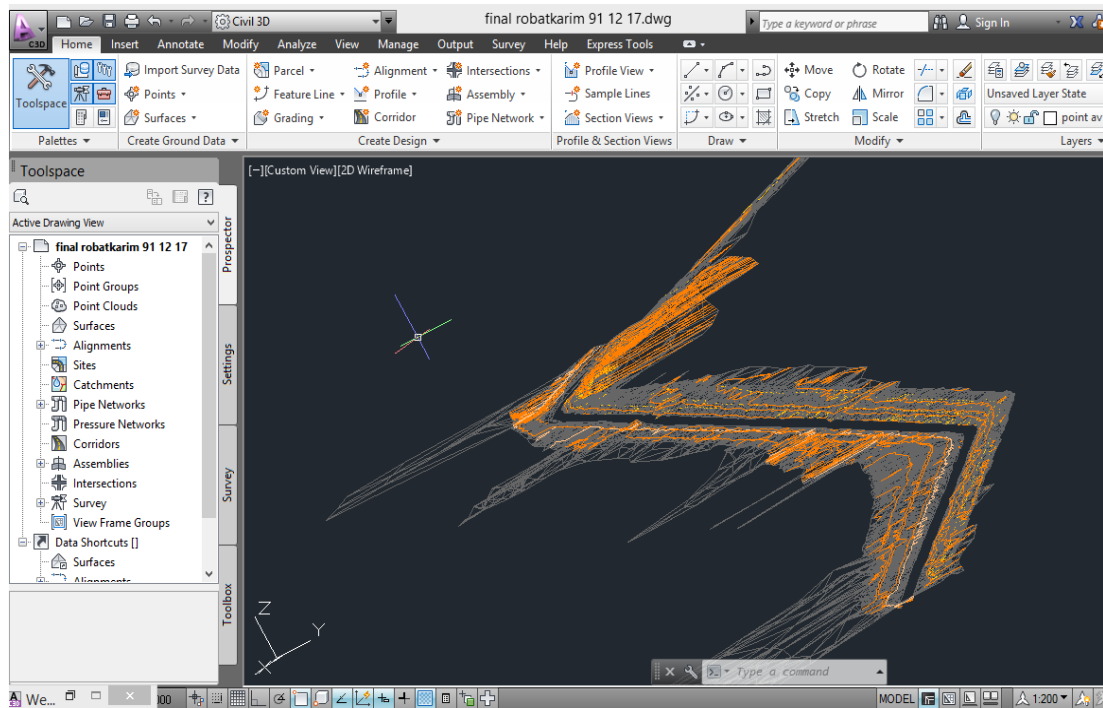 Civil 3D
final robatkarim 91 12 17.dwg
Type a keyword or phrase
Sign In
C3D
Home Insert Annotate Modify Analyze View Manage Output Survey Help Express Tools
Toolspace
Import Survey Data
Points
Surfaces
Parcel
Feature Line
Grading
Alignment
Profile
Corridor
Intersections
Assembly
Pipe Network
Profile View
Sample Lines
Section Views
Move
Copy
Stretch
Rotate
Mirror
Scale
Unsaved Layer State
point av
Palettes
Create Ground Data
Create Design
Profile & Section Views
Draw
Modify
Layers
Toolspace
[−][Custom View][2D Wireframe]
Active Drawing View
final robatkarim 91 12 17
Points
Point Groups
Point Clouds
Surfaces
Alignments
Sites
Catchments
Pipe Networks
Pressure Networks
Corridors
Assemblies
Intersections
Survey
View Frame Groups
Data Shortcuts []
Surfaces
Alignments
Prospector
Settings
Survey
Toolbox
Z
Y
X
Type a command
We...
000
MODEL
1:200